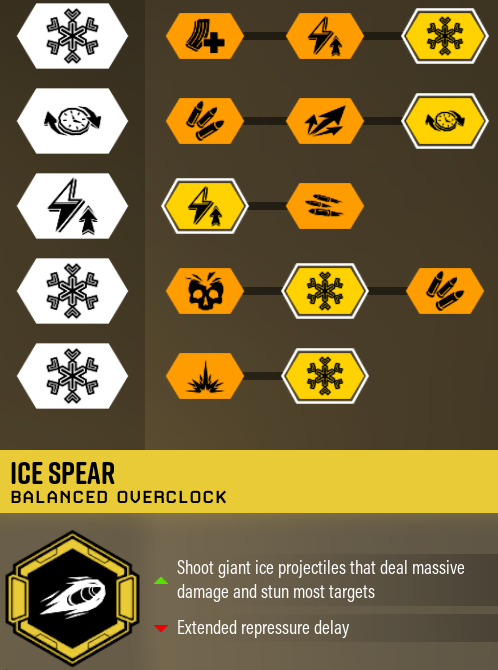 ICE SPEAR
BALANCED OVERCLOCK
Shoot giant ice projectiles that deal massive
damage and stun most targets
Extended repressure delay